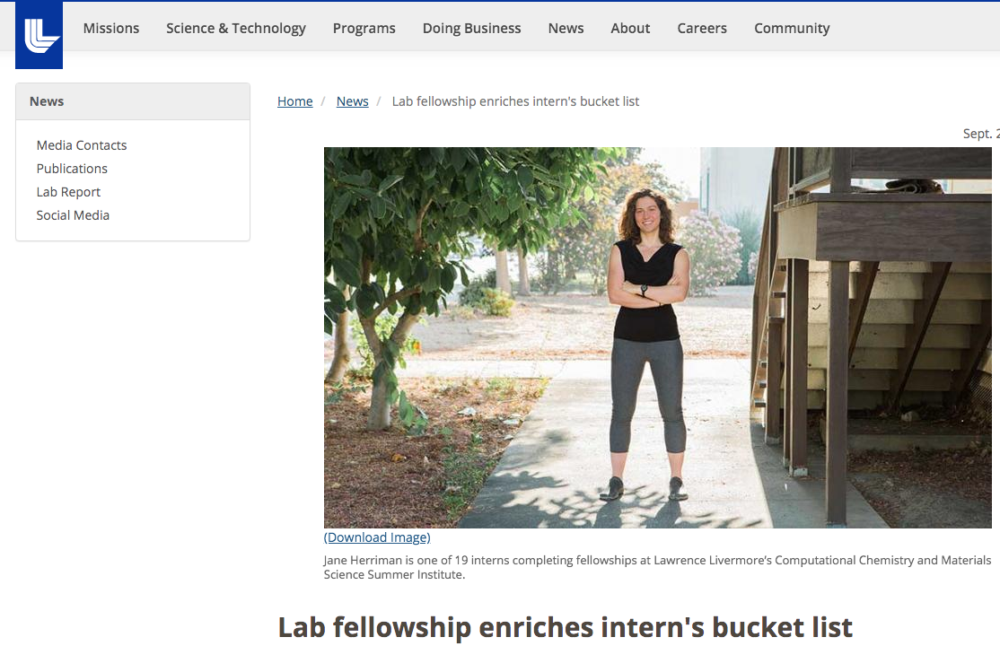 Missions Science & Technology Programs Doing Business News About Careers Community
News
Media Contacts
Publications
Lab Report
Social Media
Home / News / Lab fellowship enriches intern's bucket list
Sept. 2
(Download Image)
Jane Herriman is one of 19 interns completing fellowships at Lawrence Livermore’s Computational Chemistry and Materials
Science Summer Institute.
Lab fellowship enriches intern's bucket list